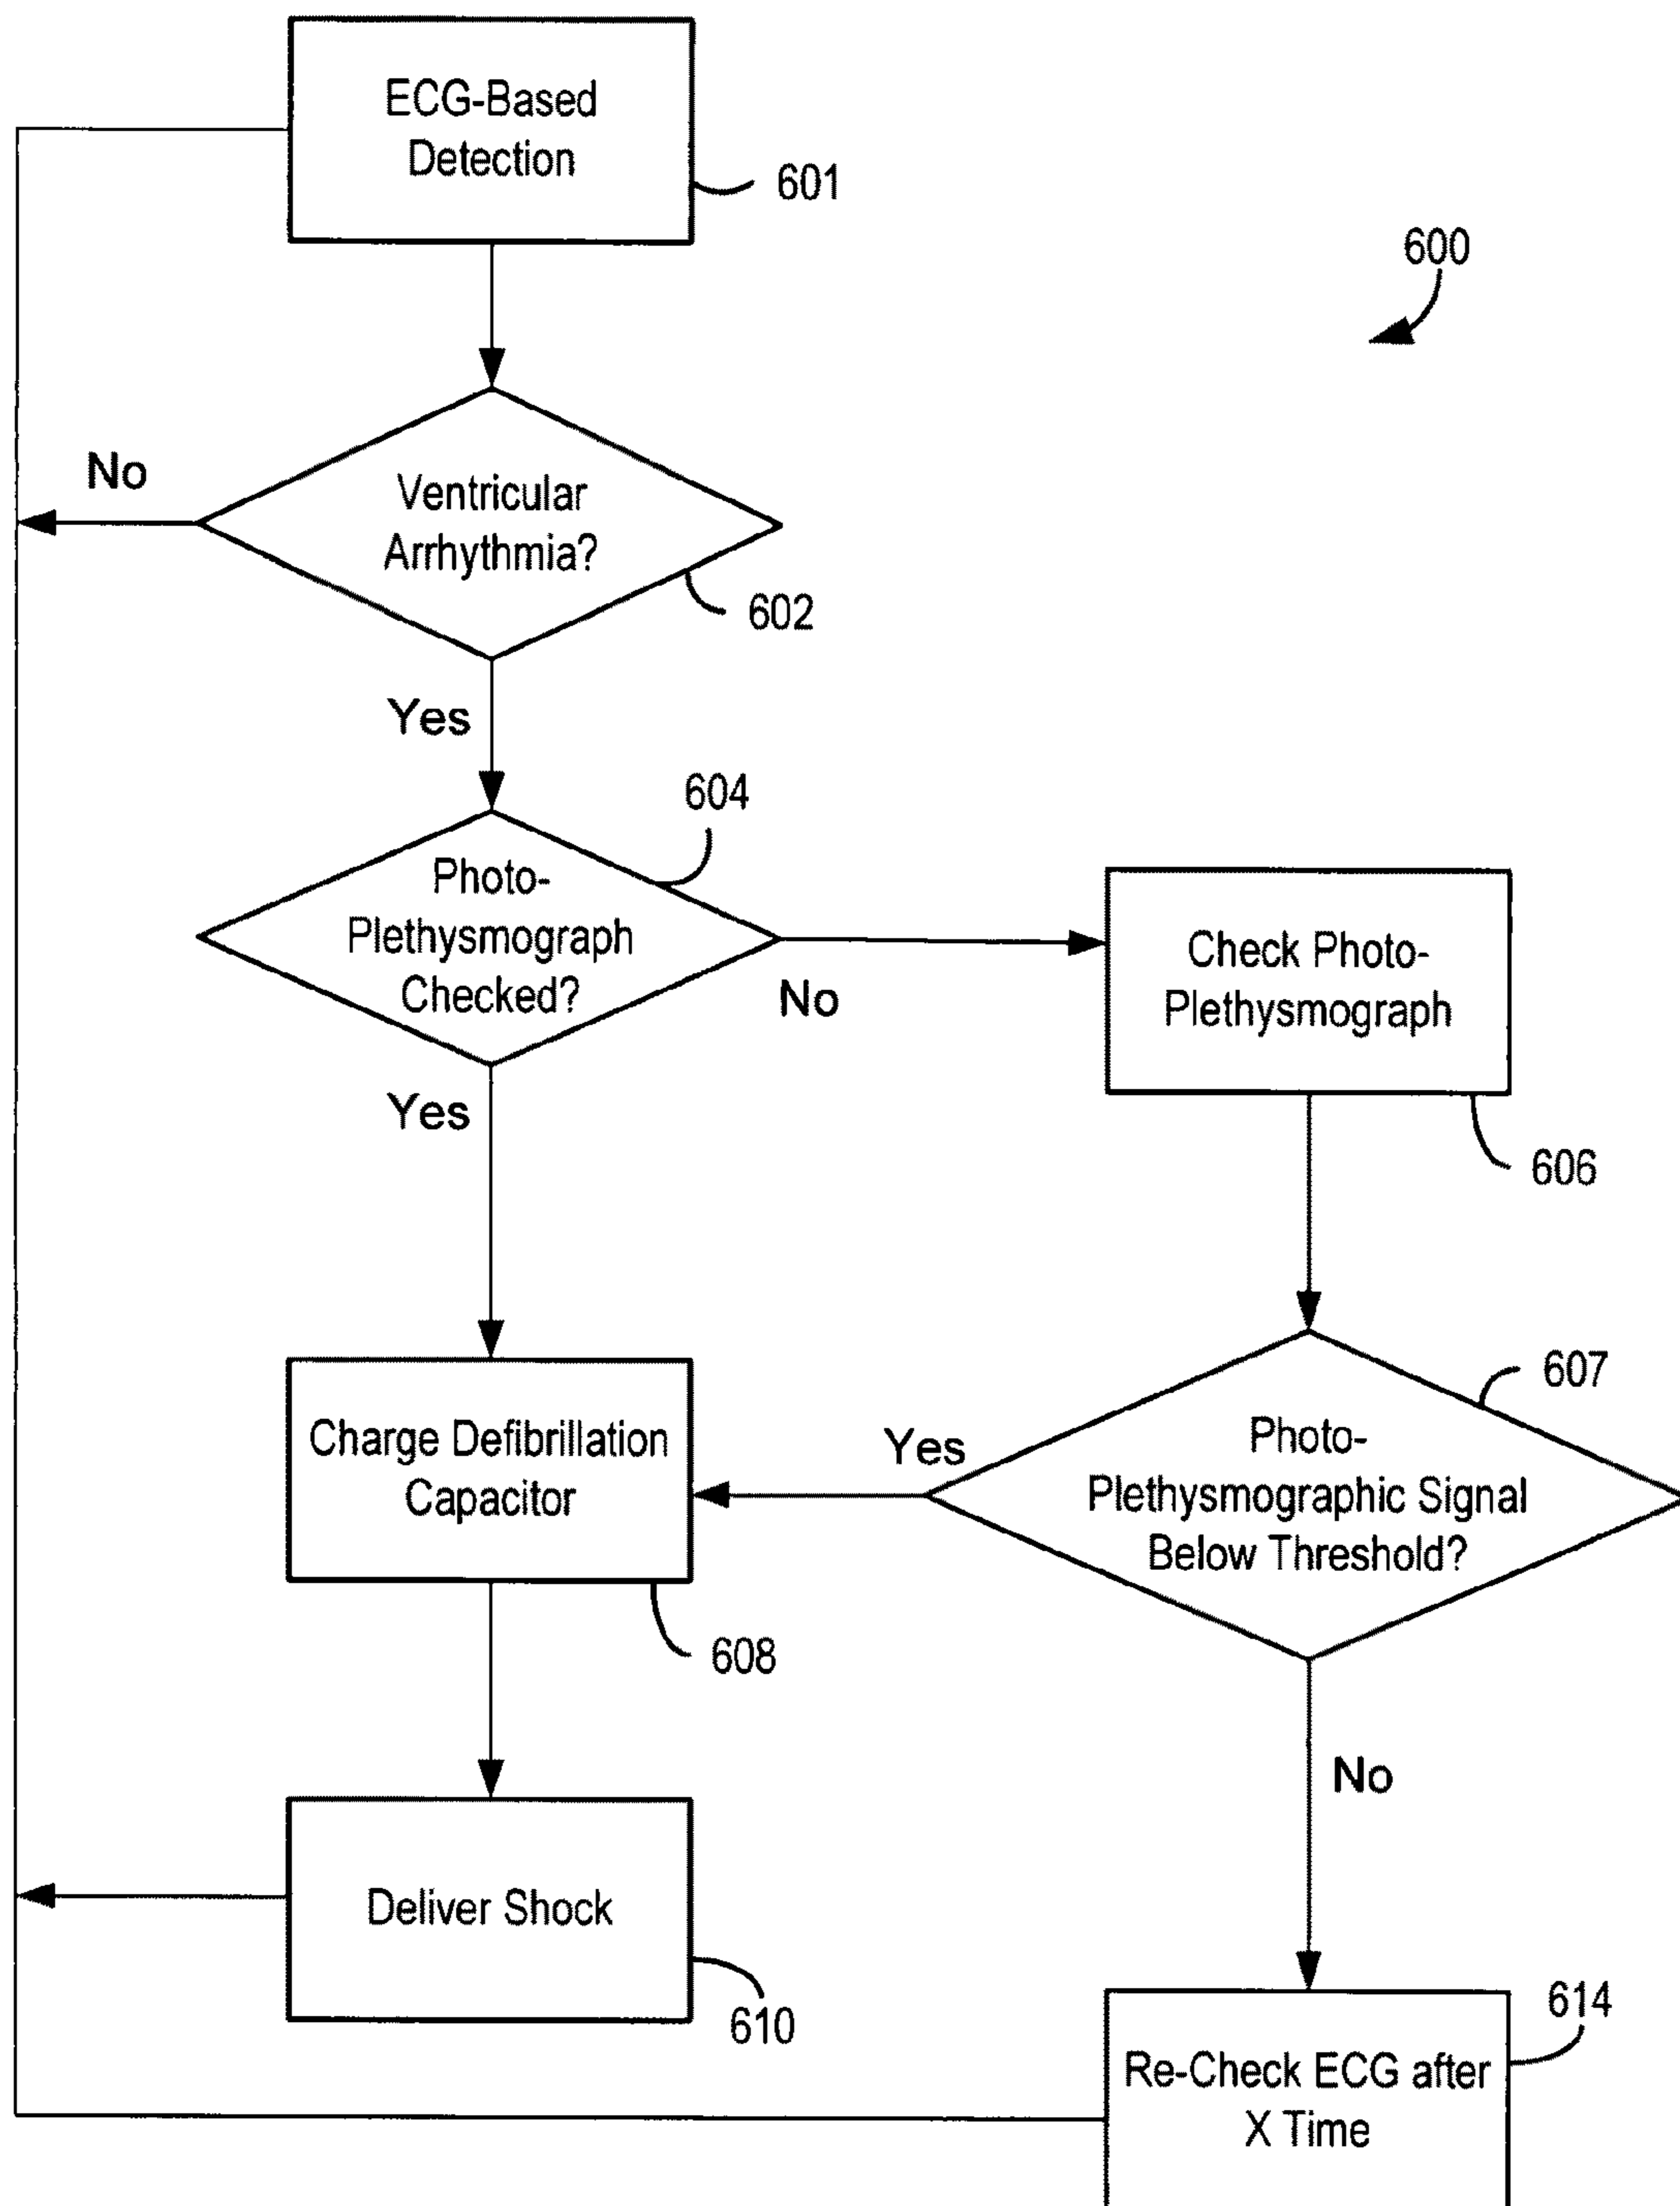 ECG-Based
Detection
601
600
No
Ventricular
Arrhythmia?
602
Yes
604
Photo-
Plethysmograph
Checked?
No
Check Photo-
Plethysmograph
606
Yes
607
Charge Defibrillation
Capacitor
608
Yes
Photo-
Plethysmographic Signal
Below Threshold?
No
Deliver Shock
610
614
Re-Check ECG after
X Time